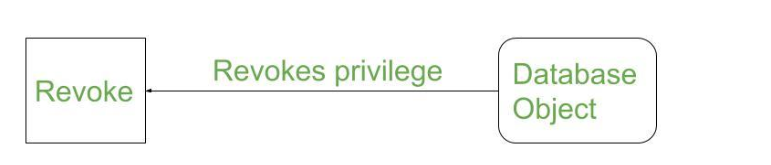 Revoke
Revokes privilege
Database
Object